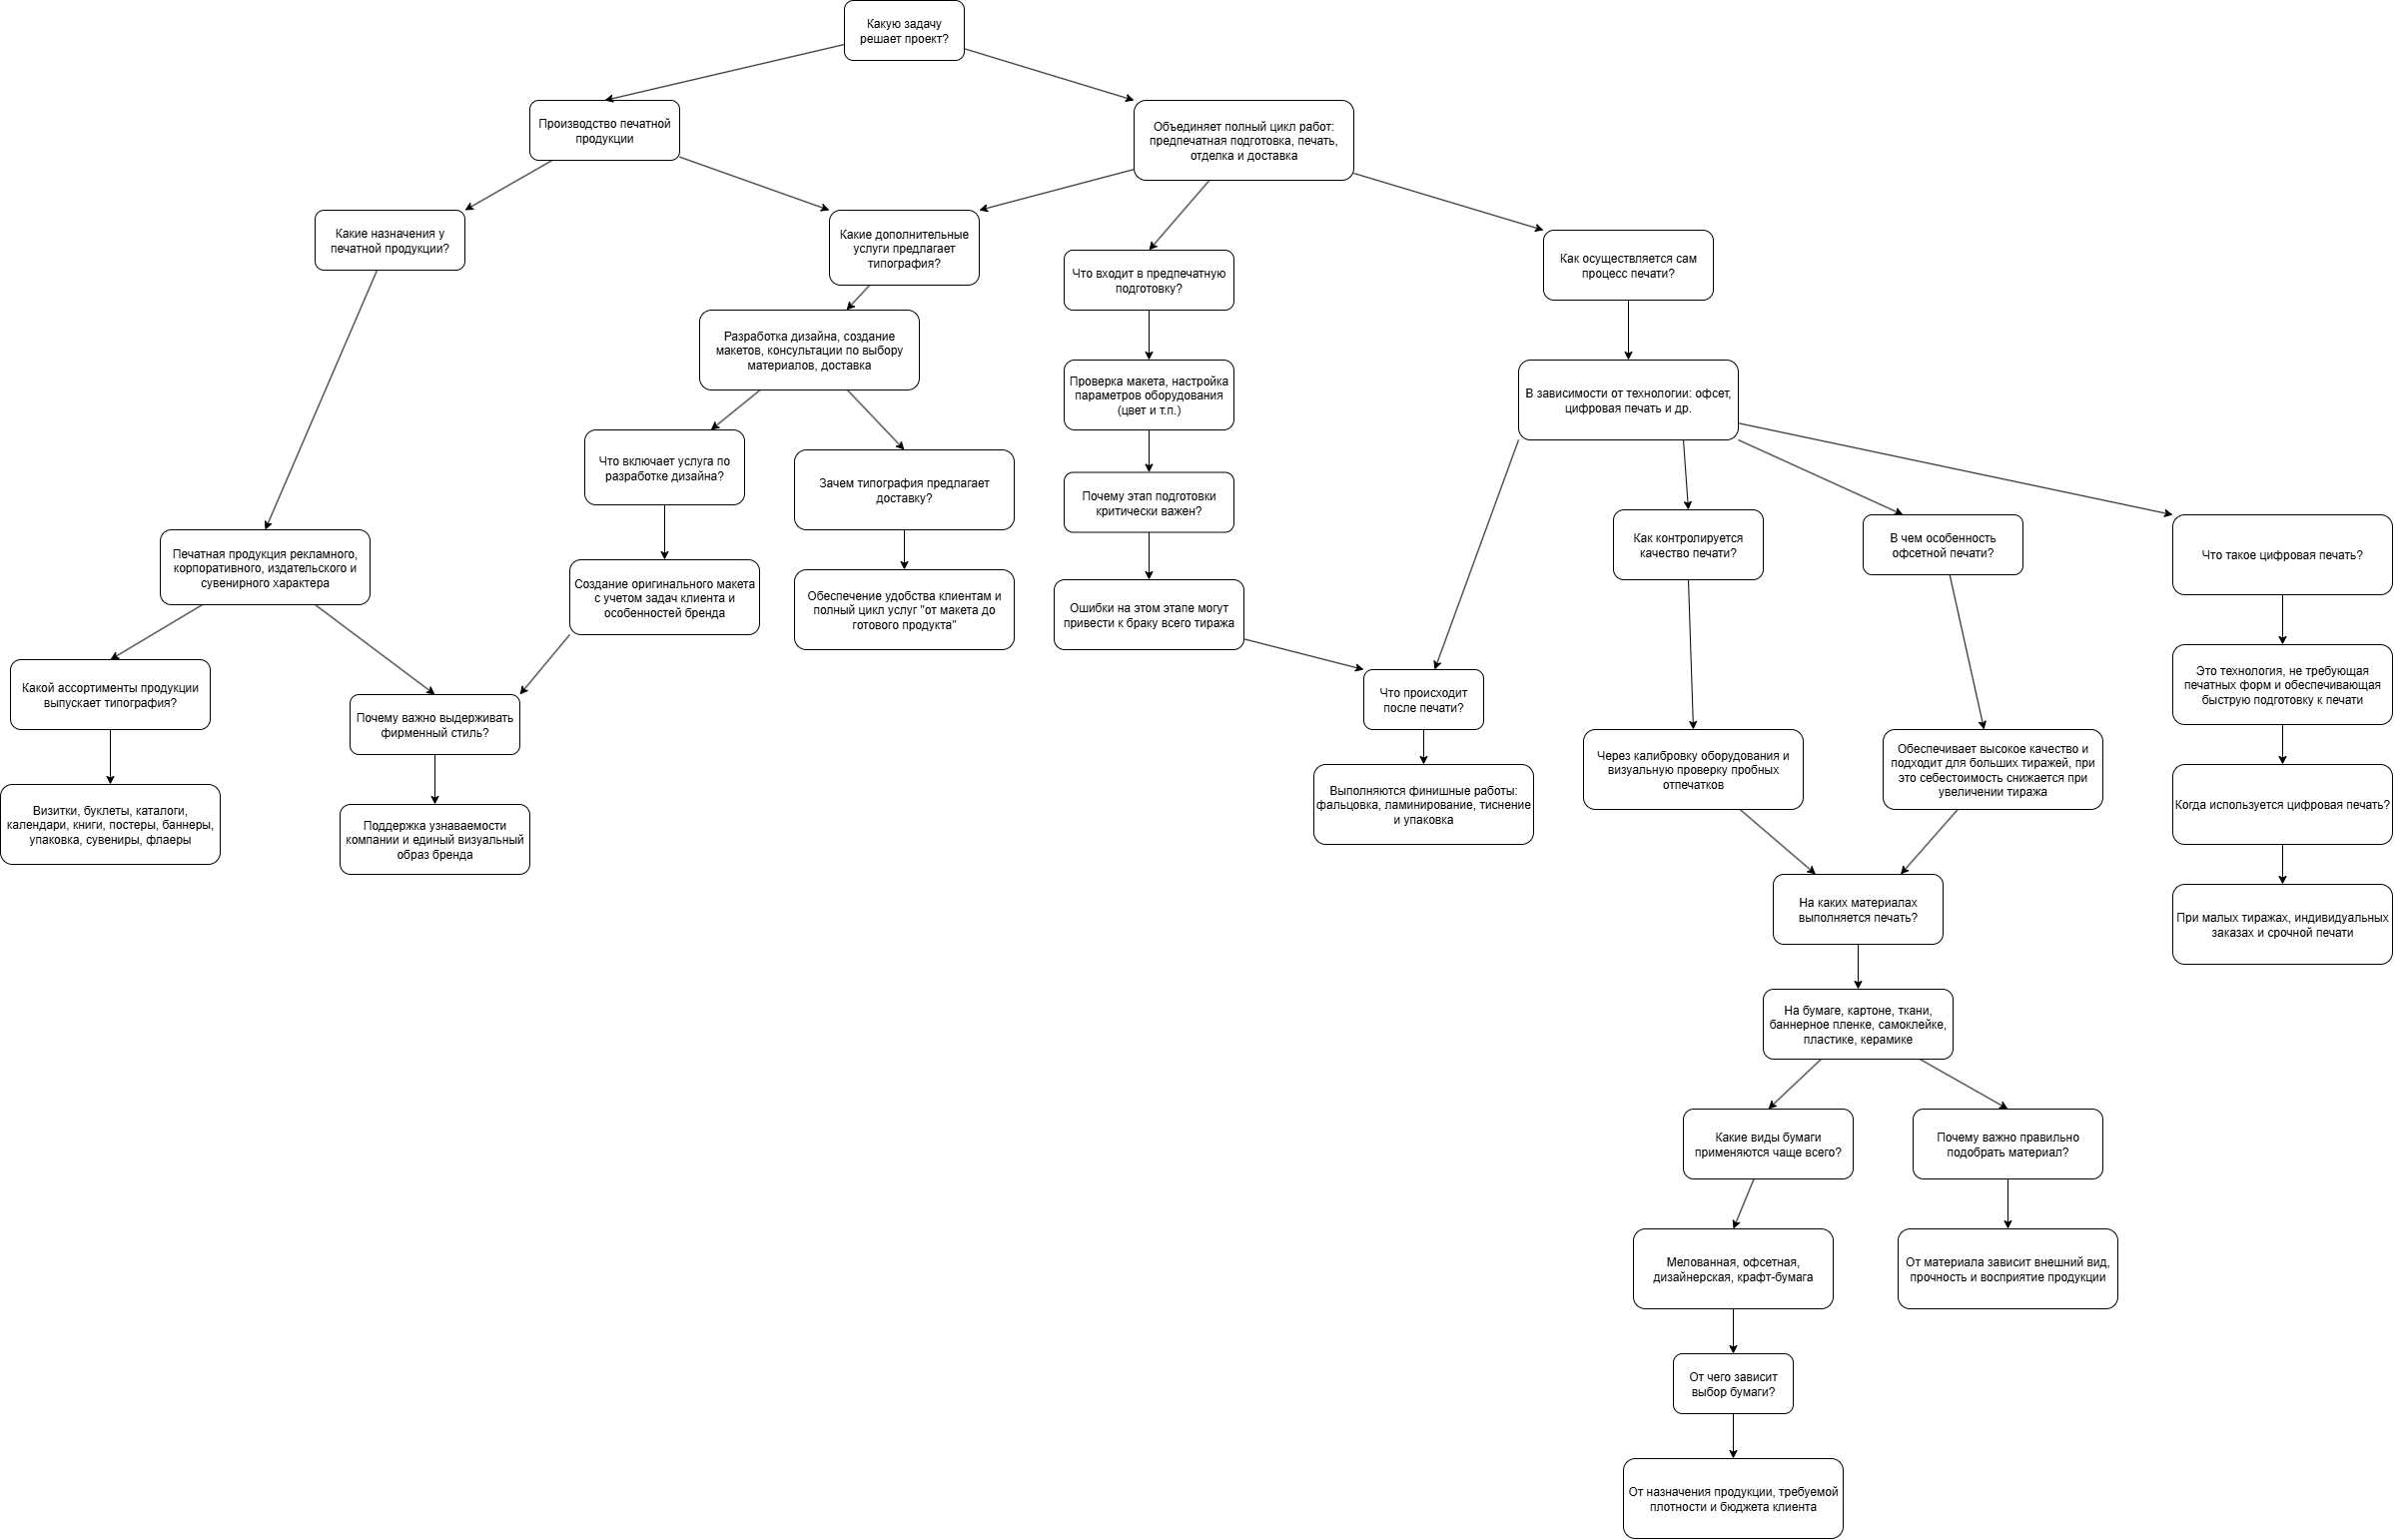 Какую задачу
решает проект?
Производство печатной
продукции
Объединяет полный цикл работ:
предпечатная подготовка, печать,
отделка и доставка
Какие назначения у
печатной продукции?
Какие дополнительные
услуги предлагает
типография?
Что входит в предпечатную
подготовку?
Как осуществляется сам
процесс печати?
Разработка дизайна, создание
макетов, консультации по выбору
материалов, доставка
Проверка макета, настройка
параметров оборудования
(цвет и т.п.)
В зависимости от технологии: офсет,
цифровая печать и др.
Что включает услуга по
разработке дизайна?
Зачем типография предлагает
доставку?
Почему этап подготовки
критически важен?
Как контролируется
качество печати?
В чем особенность
офсетной печати?
Что такое цифровая печать?
Печатная продукция рекламного,
корпоративного, издательского и
сувенирного характера
Создание оригинального макета
с учетом задач клиента и
особенностей бренда
Обеспечение удобства клиентам и
полный цикл услуг "от макета до
готового продукта"
Ошибки на этом этапе могут
привести к браку всего тиража
Это технология, не требующая
печатных форм и обеспечивающая
быструю подготовку к печати
Какой ассортименты продукции
выпускает типография?
Почему важно выдерживать
фирменный стиль?
Что происходит
после печати?
Через калибровку оборудования и
визуальную проверку пробных
отпечатков
Обеспечивает высокое качество и
подходит для больших тиражей, при
это себестоимость снижается при
увеличении тиража
Когда используется цифровая печать?
Визитки, буклеты, каталоги,
календари, книги, постеры, баннеры,
упаковка, сувениры, флаеры
Поддержка узнаваемости
компании и единый визуальный
образ бренда
Выполняются финишные работы:
фальцовка, ламинирование, тиснение
и упаковка
На каких материалах
выполняется печать?
При малых тиражах, индивидуальных
заказах и срочной печати
На бумаге, картоне, ткани,
баннерное пленке, самоклейке,
пластике, керамике
Какие виды бумаги
применяются чаще всего?
Почему важно правильно
подобрать материал?
Мелованная, офсетная,
дизайнерская, крафт-бумага
От материала зависит внешний вид,
прочность и восприятие продукции
От чего зависит
выбор бумаги?
От назначения продукции, требуемой
плотности и бюджета клиента